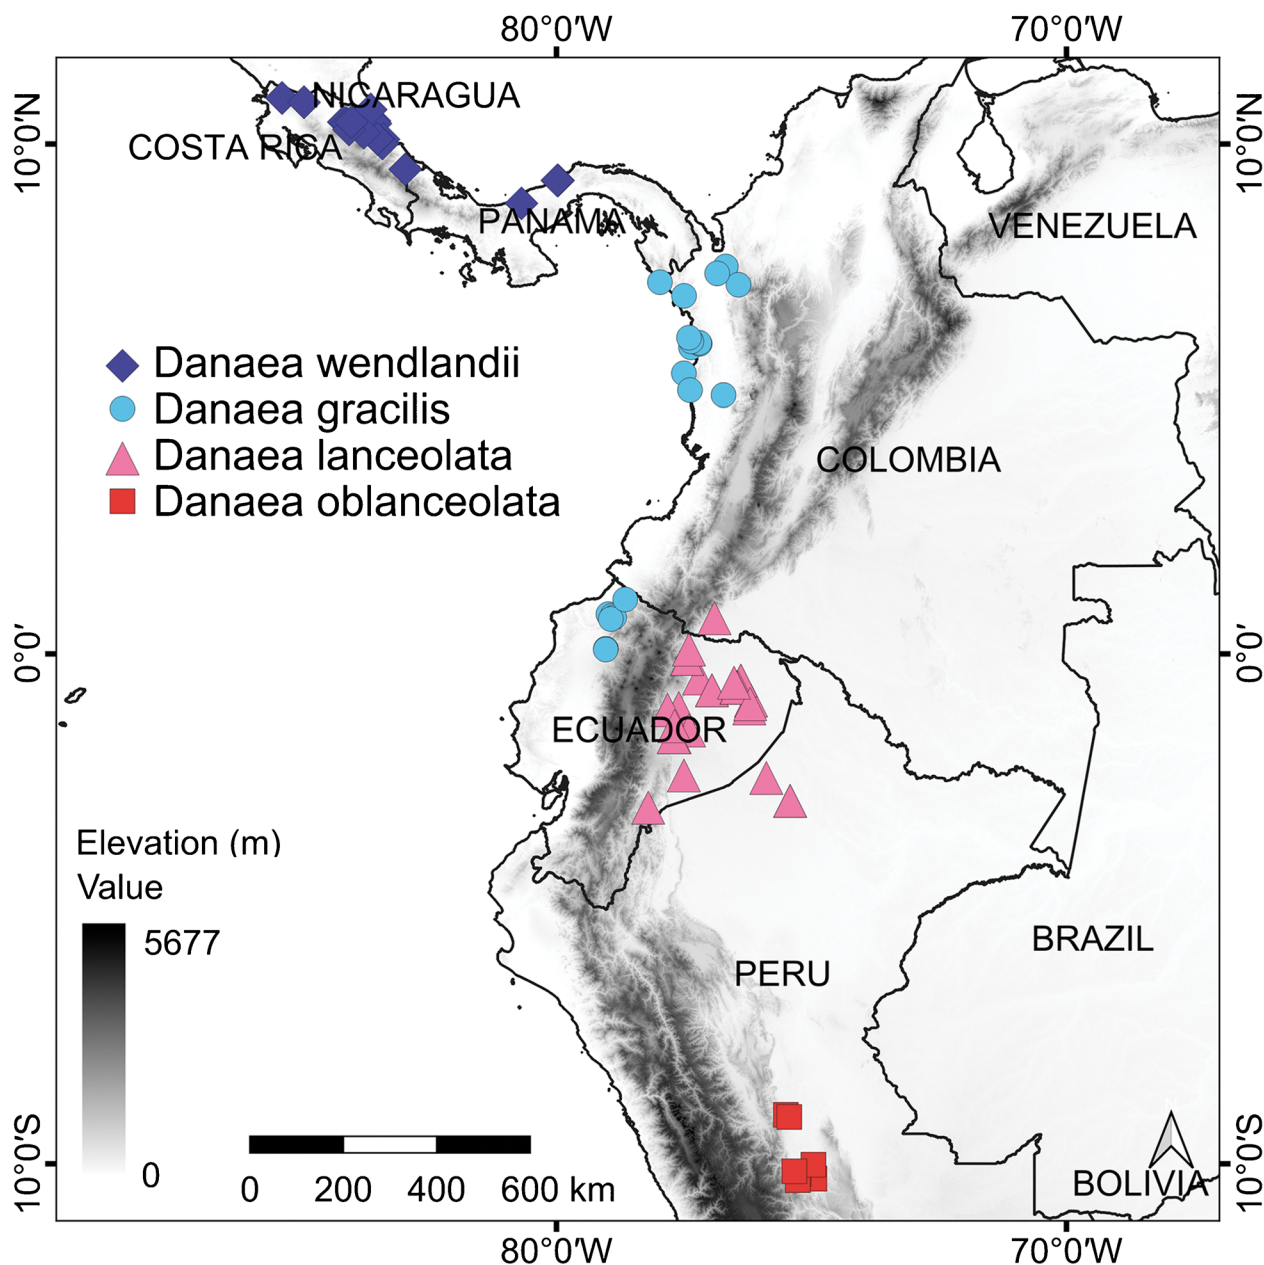 80°0′W 70°0′W
10°0′N 10°0′N
NICARAGUA
COSTA RICA
PANAMA
VENEZUELA
Danaea wendlandii
Danaea gracilis
Danaea lanceolata
Danaea oblanceolata
COLOMBIA
0°0′ 0°0′
ECUADOR
Elevation (m)
Value
5677
0
BRAZIL
PERU
N
BOLIVIA
10°0′S 10°0′S
0 200 400 600 km
80°0′W 70°0′W